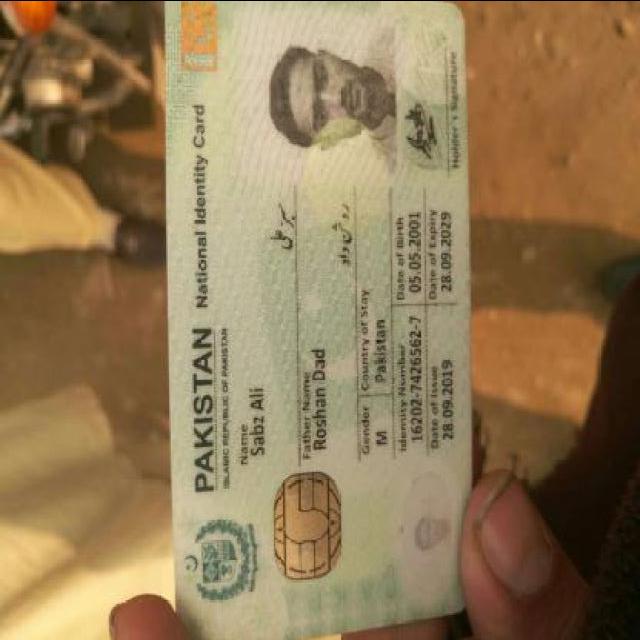 PAKISTAN National Identity Card
ISLAMIC REPUBLIC OF PAKISTAN
Name
Sabz Ali
سبز علی
Father Name
Roshan Dad
روشن داد
Gender Country of Stay
M Pakistan
Identity Number Date of Birth
16202-7426562-7 05.05.2001
Date of Issue Date of Expiry
28.09.2019 28.09.2029
Holder's Signature